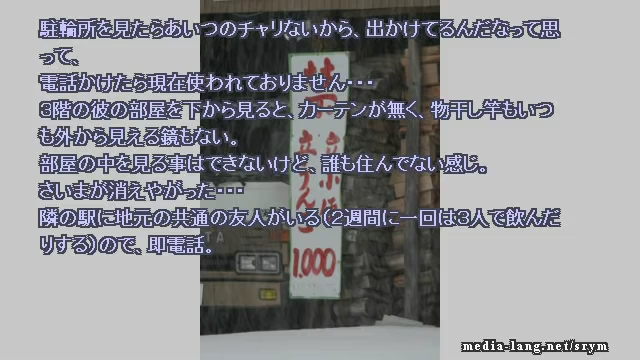 駐輪所を見たらあいつのチャリないから、出かけてるんだなって思
って、
電話かけたら現在使われておりません・・・
３階の彼の部屋を下から見ると、カーテンが無く、物干し竿もいつ
も外から見える鏡もない。
部屋の中を見る事はできないけど、誰も住んでない感じ。
さいまが消えやがった・・・
隣の駅に地元の共通の友人がいる（２週間に一回は３人で飲んだ
りする）ので、即電話。
禁
立ション
1.000
media-lang.net/srym